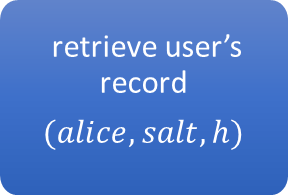 retrieve user’s
record
(alice, salt, h)